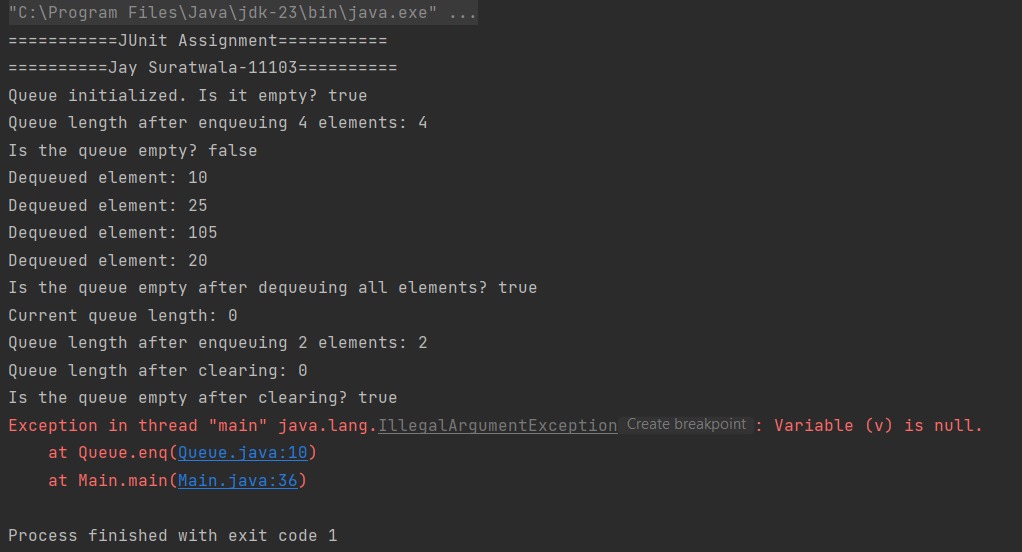 "C:\Program Files\Java\jdk-23\bin\java.exe" ...
===========JUnit Assignment===========
==========Jay Suratwala-11103==========
Queue initialized. Is it empty? true
Queue length after enqueuing 4 elements: 4
Is the queue empty? false
Dequeued element: 10
Dequeued element: 25
Dequeued element: 105
Dequeued element: 20
Is the queue empty after dequeuing all elements? true
Current queue length: 0
Queue length after enqueuing 2 elements: 2
Queue length after clearing: 0
Is the queue empty after clearing? true
Exception in thread "main" java.lang.IllegalArgumentException Create breakpoint : Variable (v) is null.
    at Queue.enq(Queue.java:10)
    at Main.main(Main.java:36)
Process finished with exit code 1